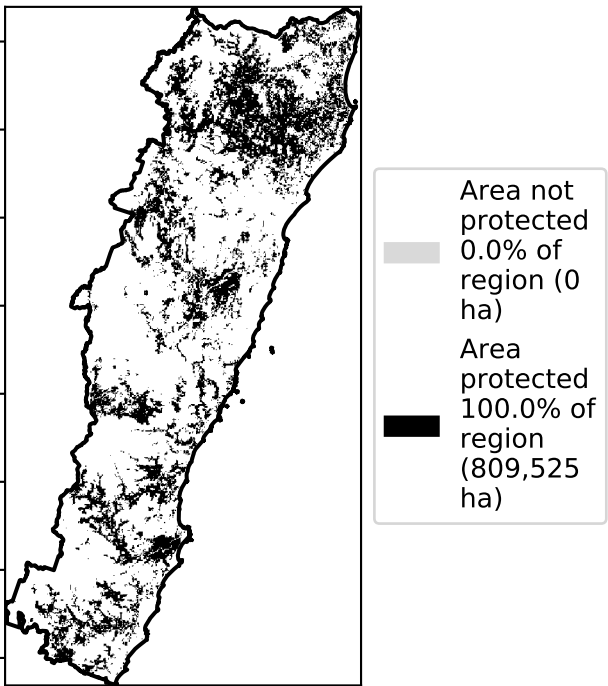 Area not
protected
0.0% of
region (0
ha)
Area
protected
100.0% of
region
(809,525
ha)